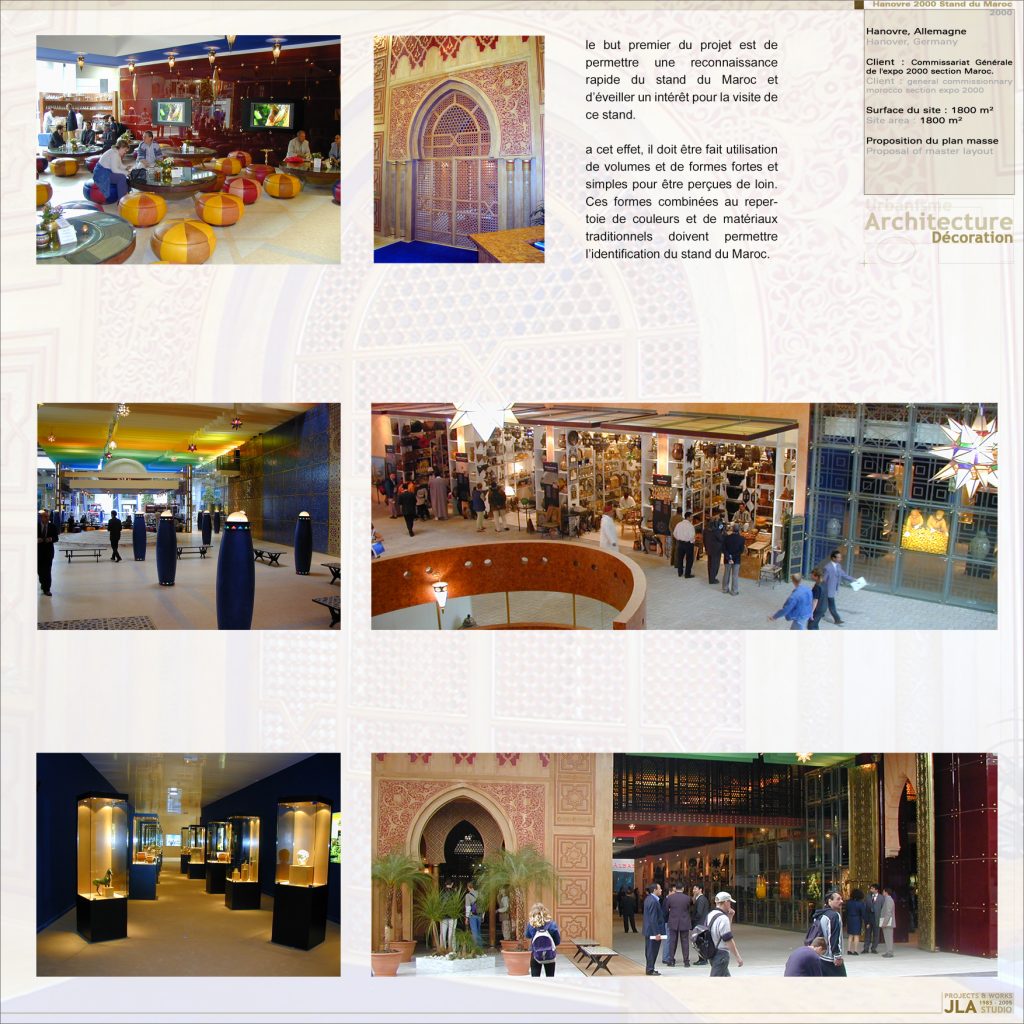 Hanovre 2000 Stand du Maroc
2000
Hanovre, Allemagne
Hanover, Germany
Client : Commissariat Générale
de l'expo 2000 section Maroc.
Client : general commissionnary
morocco section expo 2000
Surface du site : 1800 m²
Site area : 1800 m²
Proposition du plan masse
Proposal of master layout
Urbanisme
Architecture
Décoration
le but premier du projet est de
permettre une reconnaissance
rapide du stand du Maroc et
d'éveiller un intérêt pour la visite de
ce stand.
a cet effet, il doit être fait utilisation
de volumes et de formes fortes et
simples pour être perçues de loin.
Ces formes combinées au reper-
toie de couleurs et de matériaux
traditionnels doivent permettre
l'identification du stand du Maroc.
PROJECTS & WORKS
JLA 1985 - 2005
STUDIO